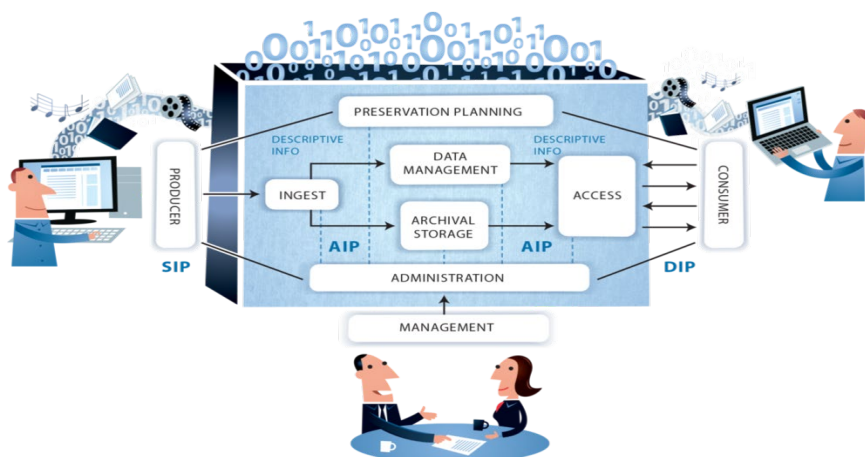 PRESERVATION PLANNING
DESCRIPTIVE
INFO
DESCRIPTIVE
INFO
DATA
MANAGEMENT
PRODUCER
INGEST
ACCESS
CONSUMER
ARCHIVAL
STORAGE
AIP
AIP
SIP
DIP
ADMINISTRATION
MANAGEMENT